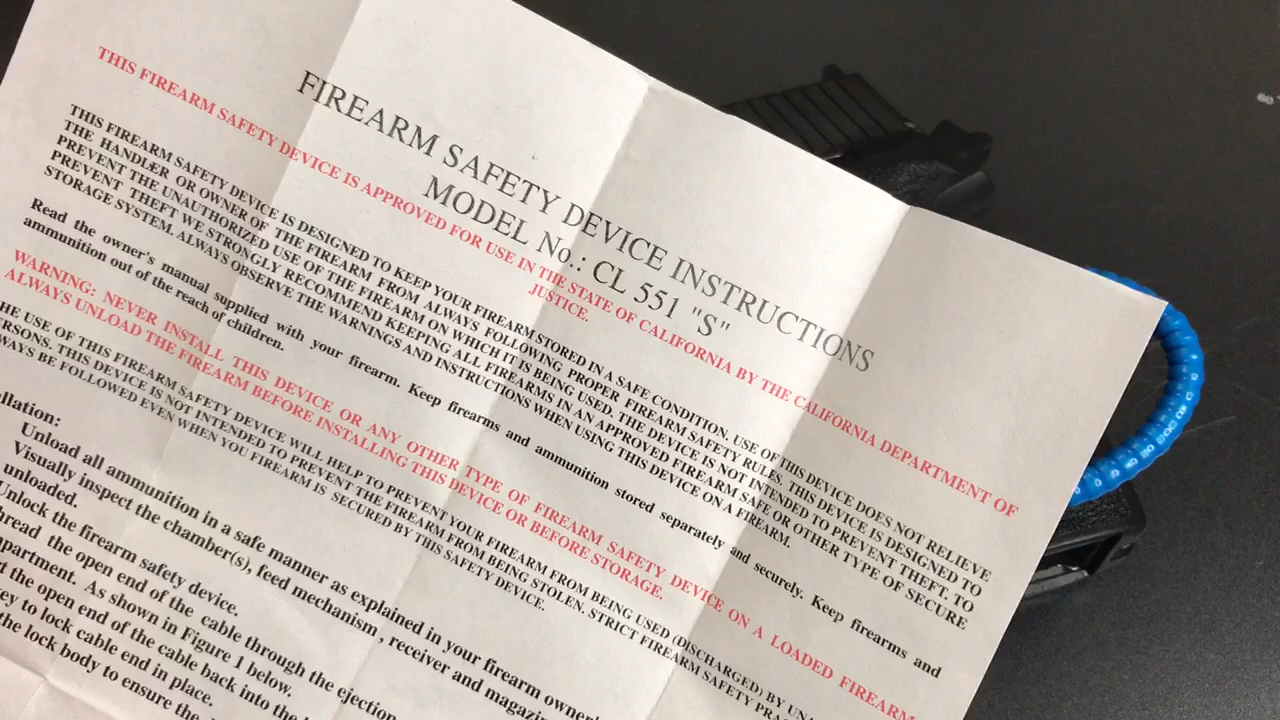 FIREARM SAFETY DEVICE INSTRUCTIONS
MODEL No.: CL 551 "S"
THIS FIREARM SAFETY DEVICE IS APPROVED FOR USE IN THE STATE OF CALIFORNIA BY THE CALIFORNIA DEPARTMENT OF
JUSTICE.
THIS FIREARM SAFETY DEVICE IS DESIGNED TO KEEP YOUR FIREARM STORED IN A SAFE CONDITION. USE OF THIS DEVICE DOES NOT RELIEVE
THE HANDLER OR OWNER OF THE FIREARM FROM ALWAYS FOLLOWING PROPER FIREARM SAFETY RULES. THIS DEVICE IS DESIGNED TO
PREVENT THE UNAUTHORIZED USE OF THE FIREARM ON WHICH IT IS BEING USED. THE DEVICE IS NOT INTENDED TO PREVENT THEFT. TO
PREVENT THEFT WE STRONGLY RECOMMEND KEEPING ALL FIREARMS IN AN APPROVED FIREARM SAFE OR OTHER TYPE OF SECURE
STORAGE SYSTEM. ALWAYS OBSERVE THE WARNINGS AND INSTRUCTIONS WHEN USING THIS DEVICE ON A FIREARM.
Read the owner's manual supplied with your firearm. Keep firearms and ammunition stored separately and securely. Keep firearms and
ammunition out of the reach of children.
WARNING: NEVER INSTALL THIS DEVICE OR ANY OTHER TYPE OF FIREARM SAFETY DEVICE ON A LOADED FIREARM
ALWAYS UNLOAD THE FIREARM BEFORE INSTALLING THIS DEVICE OR BEFORE STORAGE.
HE USE OF THIS FIREARM SAFETY DEVICE WILL HELP TO PREVENT YOUR FIREARM FROM BEING USED (DISCHARGED) BY UNA
ERSONS. THIS DEVICE IS NOT INTENDED TO PREVENT THE FIREARM FROM BEING STOLEN. STRICT FIREARM SAFETY PRA
WAYS BE FOLLOWED EVEN WHEN YOU FIREARM IS SECURED BY THIS SAFETY DEVICE.
llation:
Unload all ammunition in a safe manner as explained in your firearm owner'
Visually inspect the chamber(s), feed mechanism, receiver and magazin
unloaded.
Unlock the firearm safety device.
hread the open end of the cable through the ejection
partment. As shown in Figure 1 below.
t the open end of the cable back into the
ey to lock cable end in place.
the lock body to ensure the